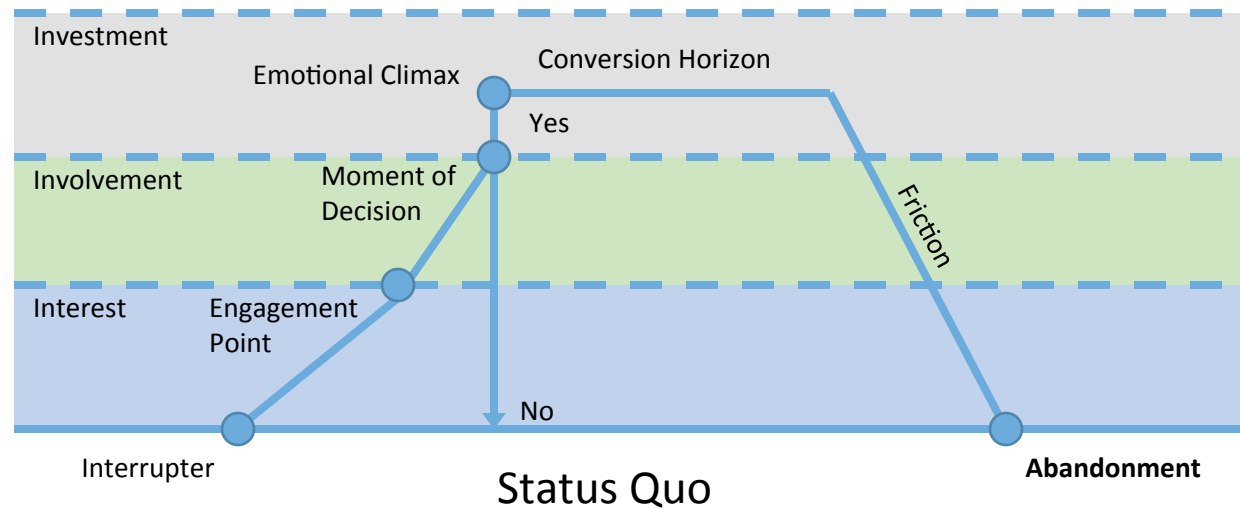 Investment
Emotional Climax
Conversion Horizon
Yes
Involvement
Moment of
Decision
Friction
Interest
Engagement
Point
No
Interrupter
Status Quo
Abandonment